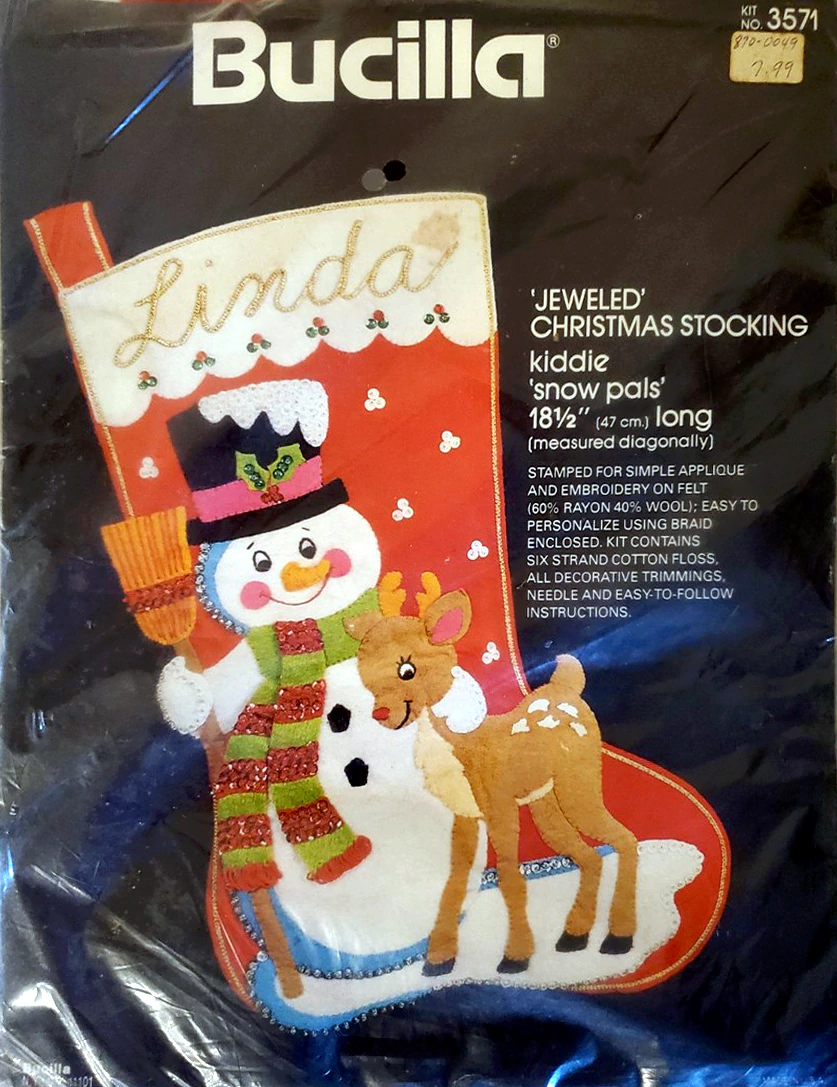 Bucilla®
KIT
NO. 3571
890-0049
7.99
Linda
'JEWELED'
CHRISTMAS STOCKING
kiddie
'snow pals'
18½" (47 cm.) long
(measured diagonally)
STAMPED FOR SIMPLE APPLIQUE
AND EMBROIDERY ON FELT
(60% RAYON 40% WOOL); EASY TO
PERSONALIZE USING BRAID
ENCLOSED. KIT CONTAINS
SIX STRAND COTTON FLOSS,
ALL DECORATIVE TRIMMINGS,
NEEDLE AND EASY-TO-FOLLOW
INSTRUCTIONS.
Bucilla